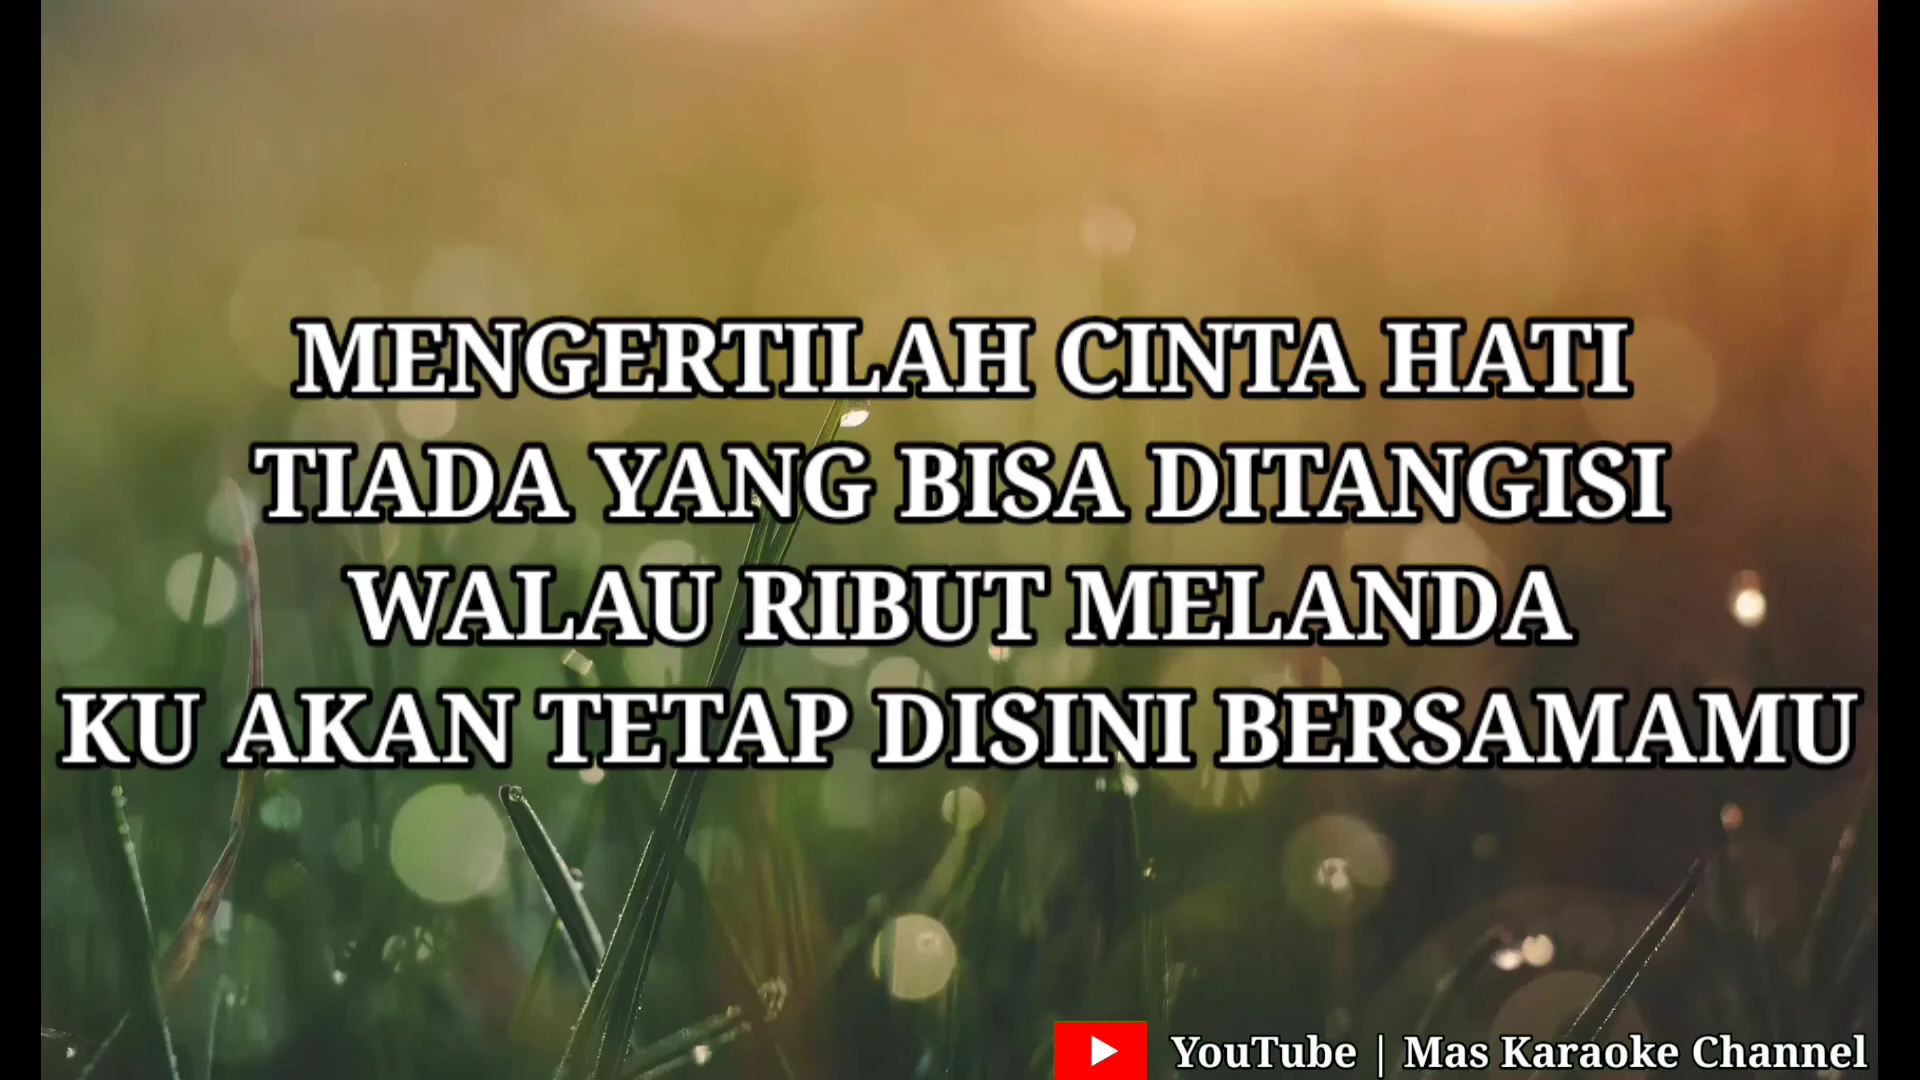 MENGERTILAH CINTA HATI
TIADA YANG BISA DITANGISI
WALAU RIBUT MELANDA
KU AKAN TETAP DISINI BERSAMAMU
YouTube | Mas Karaoke Channel